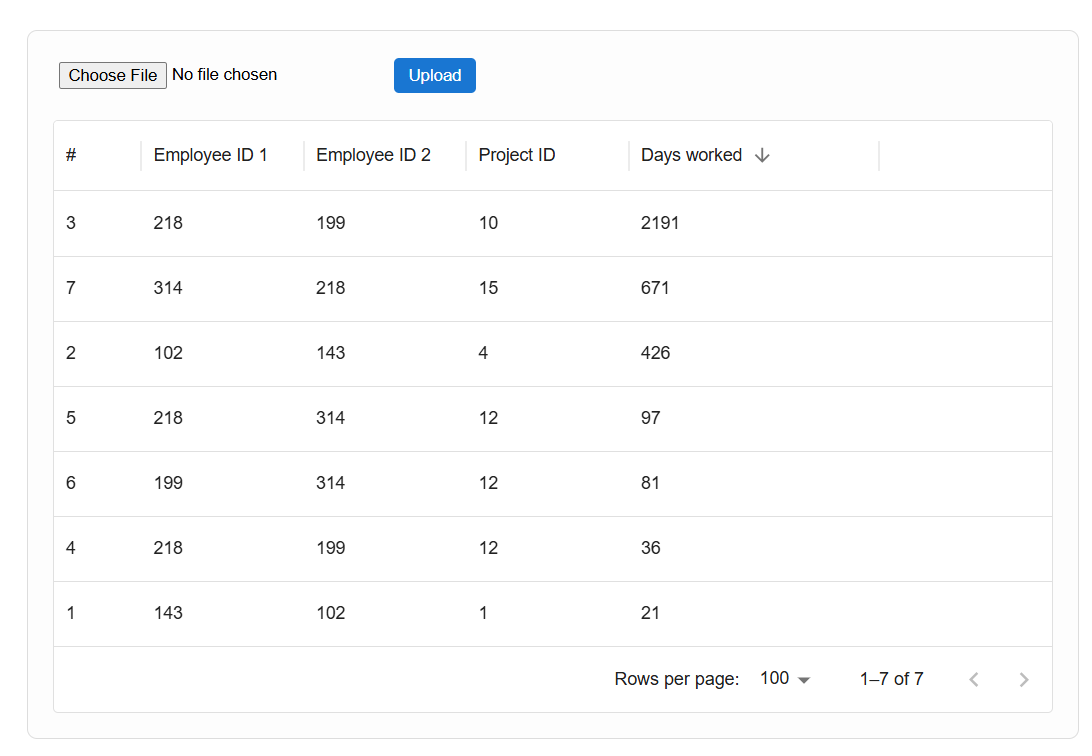 Choose File No file chosen Upload
# Employee ID 1 Employee ID 2 Project ID Days worked
3 218 199 10 2191
7 314 218 15 671
2 102 143 4 426
5 218 314 12 97
6 199 314 12 81
4 218 199 12 36
1 143 102 1 21
Rows per page: 100 1–7 of 7